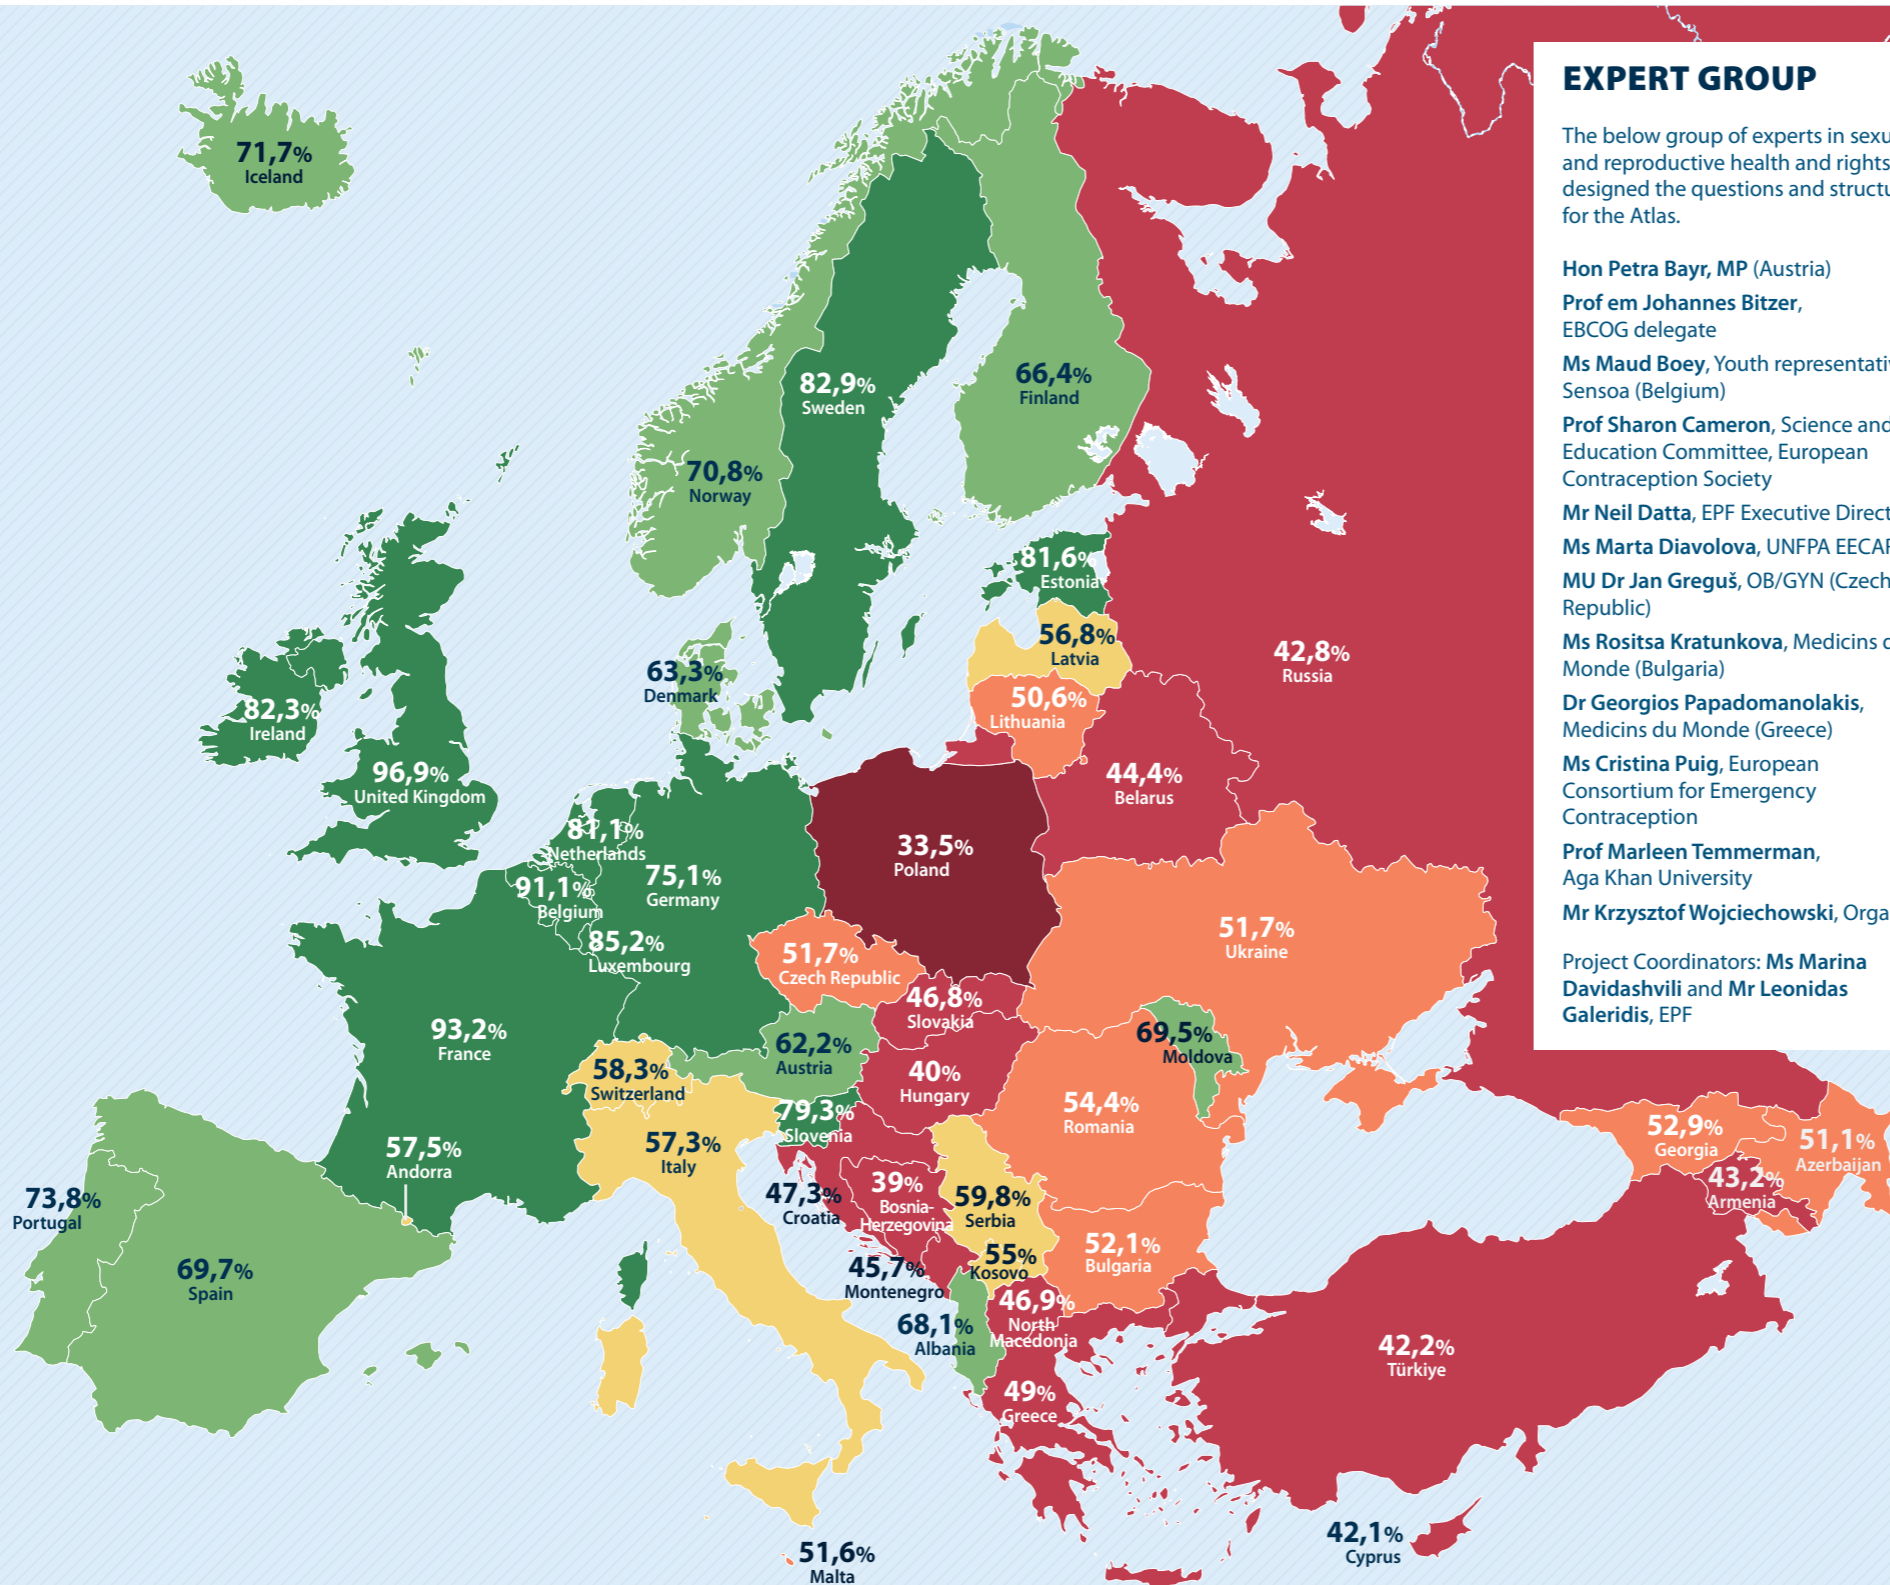 71,7%
Iceland
82,9%
Sweden
66,4%
Finland
70,8%
Norway
81,6%
Estonia
56,8%
Latvia
63,3%
Denmark
50,6%
Lithuania
42,8%
Russia
82,3%
Ireland
96,9%
United Kingdom
44,4%
Belarus
81,1%
Netherlands
33,5%
Poland
91,1%
Belgium
75,1%
Germany
85,2%
Luxembourg
51,7%
Czech Republic
51,7%
Ukraine
46,8%
Slovakia
93,2%
France
62,2%
Austria
69,5%
Moldova
58,3%
Switzerland
40%
Hungary
79,3%
Slovenia
54,4%
Romania
57,5%
Andorra
57,3%
Italy
52,9%
Georgia
51,1%
Azerbaijan
43,2%
Armenia
73,8%
Portugal
47,3%
Croatia
39%
Bosnia-
Herzegovina
59,8%
Serbia
55%
Kosovo
52,1%
Bulgaria
69,7%
Spain
45,7%
Montenegro
46,9%
North
Macedonia
68,1%
Albania
42,2%
Türkiye
49%
Greece
51,6%
Malta
42,1%
Cyprus
EXPERT GROUP
The below group of experts in sexu
and reproductive health and rights
designed the questions and structu
for the Atlas.
Hon Petra Bayr, MP (Austria)
Prof em Johannes Bitzer,
EBCOG delegate
Ms Maud Boey, Youth representativ
Sensoa (Belgium)
Prof Sharon Cameron, Science and
Education Committee, European
Contraception Society
Mr Neil Datta, EPF Executive Direct
Ms Marta Diavolova, UNFPA EECAR
MU Dr Jan Greguš, OB/GYN (Czech
Republic)
Ms Rositsa Kratunkova, Medicins d
Monde (Bulgaria)
Dr Georgios Papadomanolakis,
Medicins du Monde (Greece)
Ms Cristina Puig, European
Consortium for Emergency
Contraception
Prof Marleen Temmerman,
Aga Khan University
Mr Krzysztof Wojciechowski, Orga
Project Coordinators: Ms Marina
Davidashvili and Mr Leonidas
Galeridis, EPF